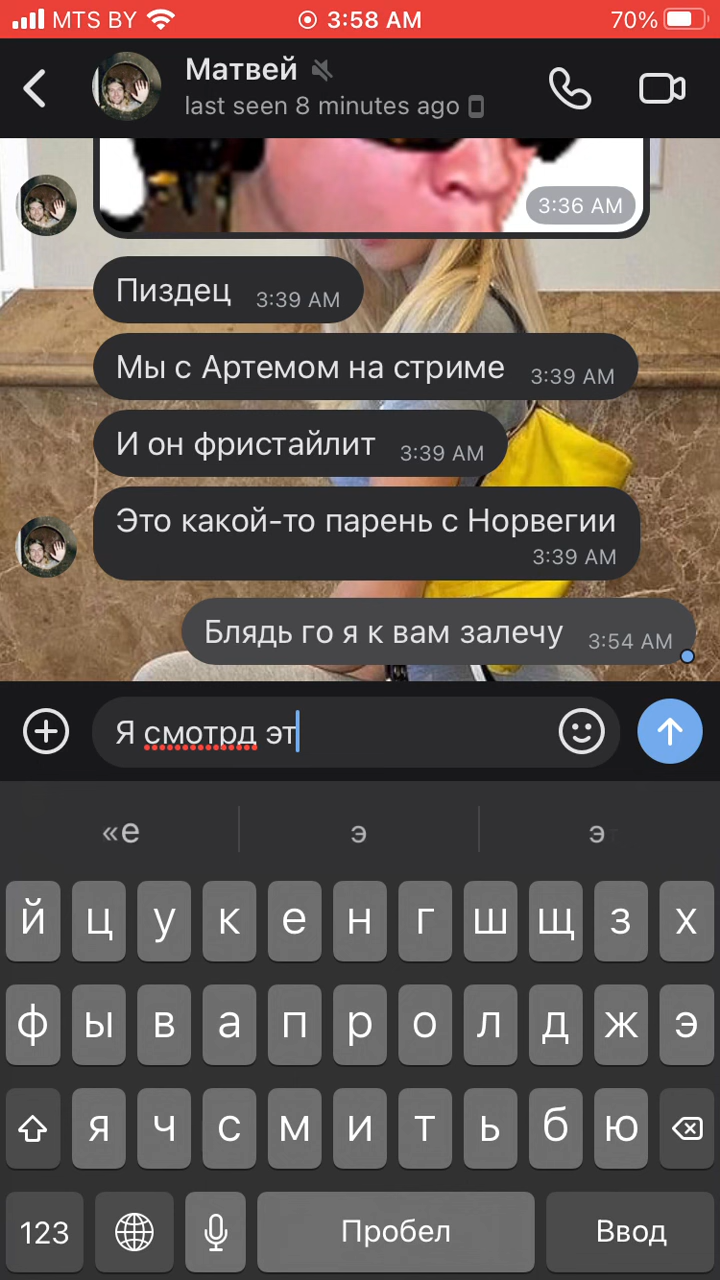 MTS BY 3:58 AM 70%
Матвей
last seen 8 minutes ago
3:36 AM
Пиздец 3:39 AM
Мы с Артемом на стриме 3:39 AM
И он фристайлит 3:39 AM
Это какой-то парень с Норвегии
3:39 AM
Блядь го я к вам залечу 3:54 AM
Я смотрд эт
«е э э
й ц у к е н г ш щ з х
ф ы в а п р о л д ж э
я ч с м и т ь б ю
123 Пробел Ввод